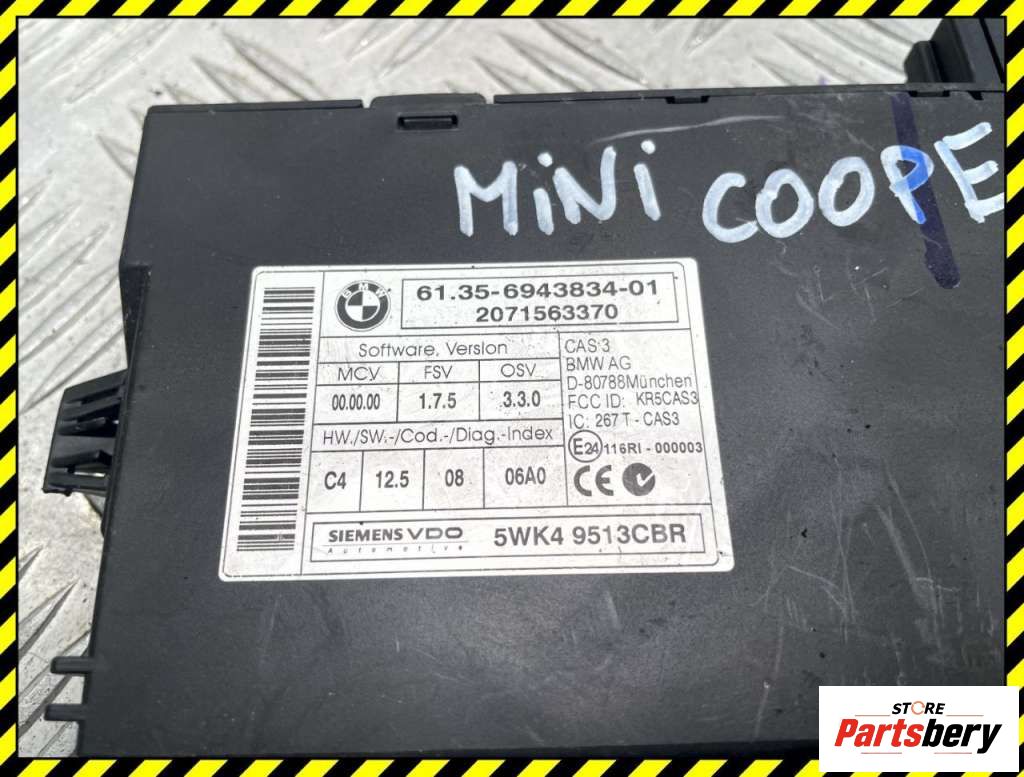 MiNi COOPE
BMW
61.35-6943834-01
2071563370
Software, Version
MCV FSV OSV
00.00.00 1.7.5 3.3.0
HW./SW.-/Cod.-/Diag.-Index
C4 12.5 08 06A0
CAS 3
BMW AG
D-80788München
FCC ID: KR5CAS3
IC: 267 T - CAS3
E24 116RI - 000003
CE
SIEMENS VDO
Automotive
5WK4 9513CBR
STORE
Partsbery